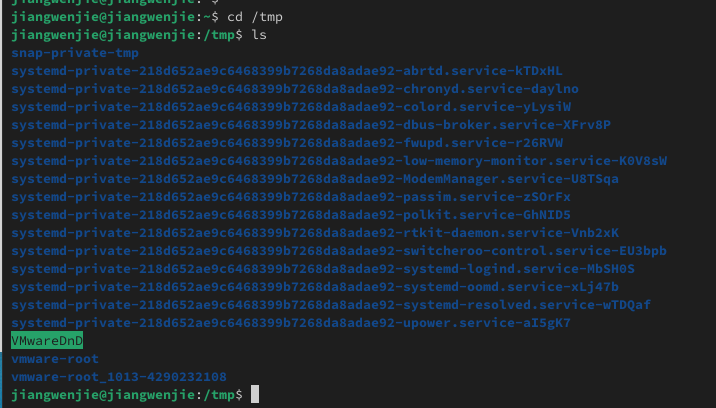 jiangwenjie@jiangwenjie:~$ cd /tmp
jiangwenjie@jiangwenjie:/tmp$ ls
snap-private-tmp
systemd-private-218d652ae9c6468399b7268da8adae92-abrtd.service-kTDxHL
systemd-private-218d652ae9c6468399b7268da8adae92-chronyd.service-daylno
systemd-private-218d652ae9c6468399b7268da8adae92-colord.service-yLysiW
systemd-private-218d652ae9c6468399b7268da8adae92-dbus-broker.service-XFrv8P
systemd-private-218d652ae9c6468399b7268da8adae92-fwupd.service-r26RVW
systemd-private-218d652ae9c6468399b7268da8adae92-low-memory-monitor.service-K0V8sW
systemd-private-218d652ae9c6468399b7268da8adae92-ModemManager.service-U8TSqa
systemd-private-218d652ae9c6468399b7268da8adae92-passim.service-zSOrFx
systemd-private-218d652ae9c6468399b7268da8adae92-polkit.service-GhNID5
systemd-private-218d652ae9c6468399b7268da8adae92-rtkit-daemon.service-Vnb2xK
systemd-private-218d652ae9c6468399b7268da8adae92-switcheroo-control.service-EU3bpb
systemd-private-218d652ae9c6468399b7268da8adae92-systemd-logind.service-MbSH0S
systemd-private-218d652ae9c6468399b7268da8adae92-systemd-oomd.service-xLj47b
systemd-private-218d652ae9c6468399b7268da8adae92-systemd-resolved.service-wTDQaf
systemd-private-218d652ae9c6468399b7268da8adae92-upower.service-aI5gK7
VMwareDnD
vmware-root
vmware-root_1013-4290232108
jiangwenjie@jiangwenjie:/tmp$